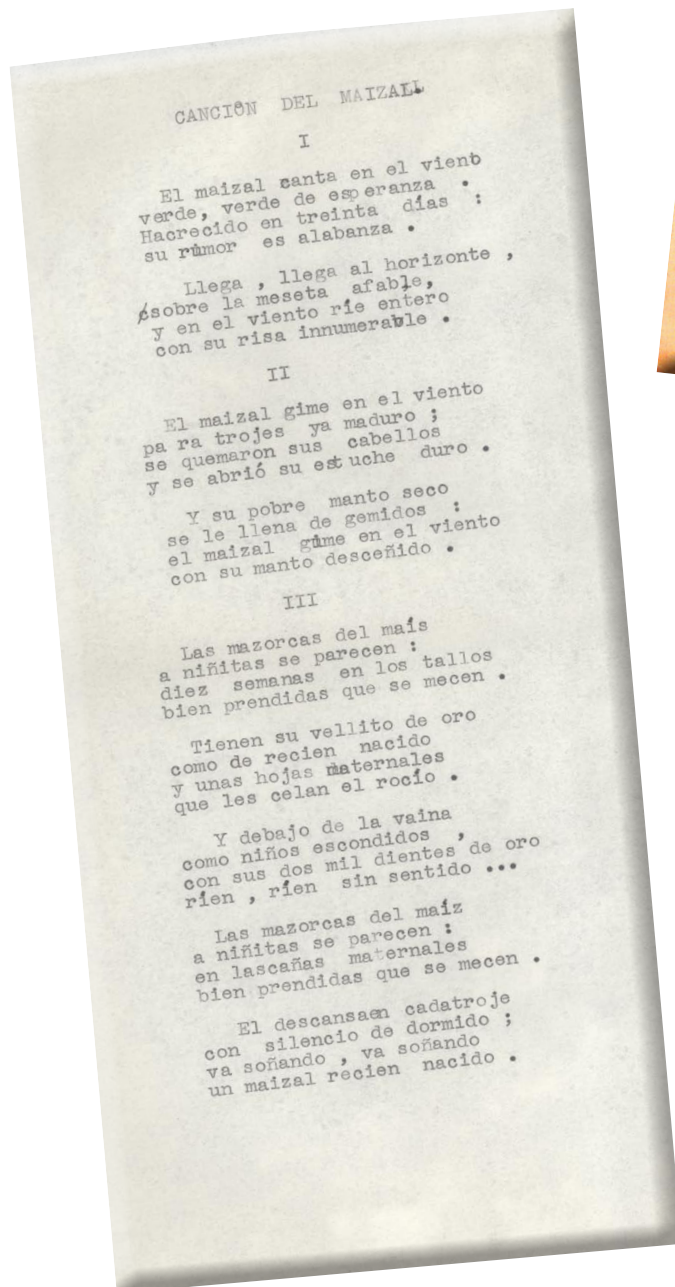 CANCIÓN DEL MAIZALL.
I
El maizal canta en el viento
verde, verde de esperanza .
Hacrecido en treinta días :
su rumor es alabanza .
Llega , llega al horizonte ,
sobre la meseta afable,
y en el viento ríe entero
con su risa innumerable .
II
El maizal gime en el viento
pa ra trojes ya maduro ;
se quemaron sus cabellos
y se abrió su estuche duro .
Y su pobre manto seco
se le llena de gemidos :
el maizal gime en el viento
con su manto desceñido .
III
Las mazorcas del maís
a niñitas se parecen :
diez semanas en los tallos
bien prendidas que se mecen .
Tienen su vellito de oro
como de recien nacido
y unas hojas maternales
que les celan el rocío .
Y debajo de la vaina
como niños escondidos ,
con sus dos mil dientes de oro
ríen , ríen sin sentido ...
Las mazorcas del maíz
a niñitas se parecen :
en lascañas maternales
bien prendidas que se mecen .
El descansaen cadatroje
con silencio de dormido ;
va soñando , va soñando
un maizal recien nacido .